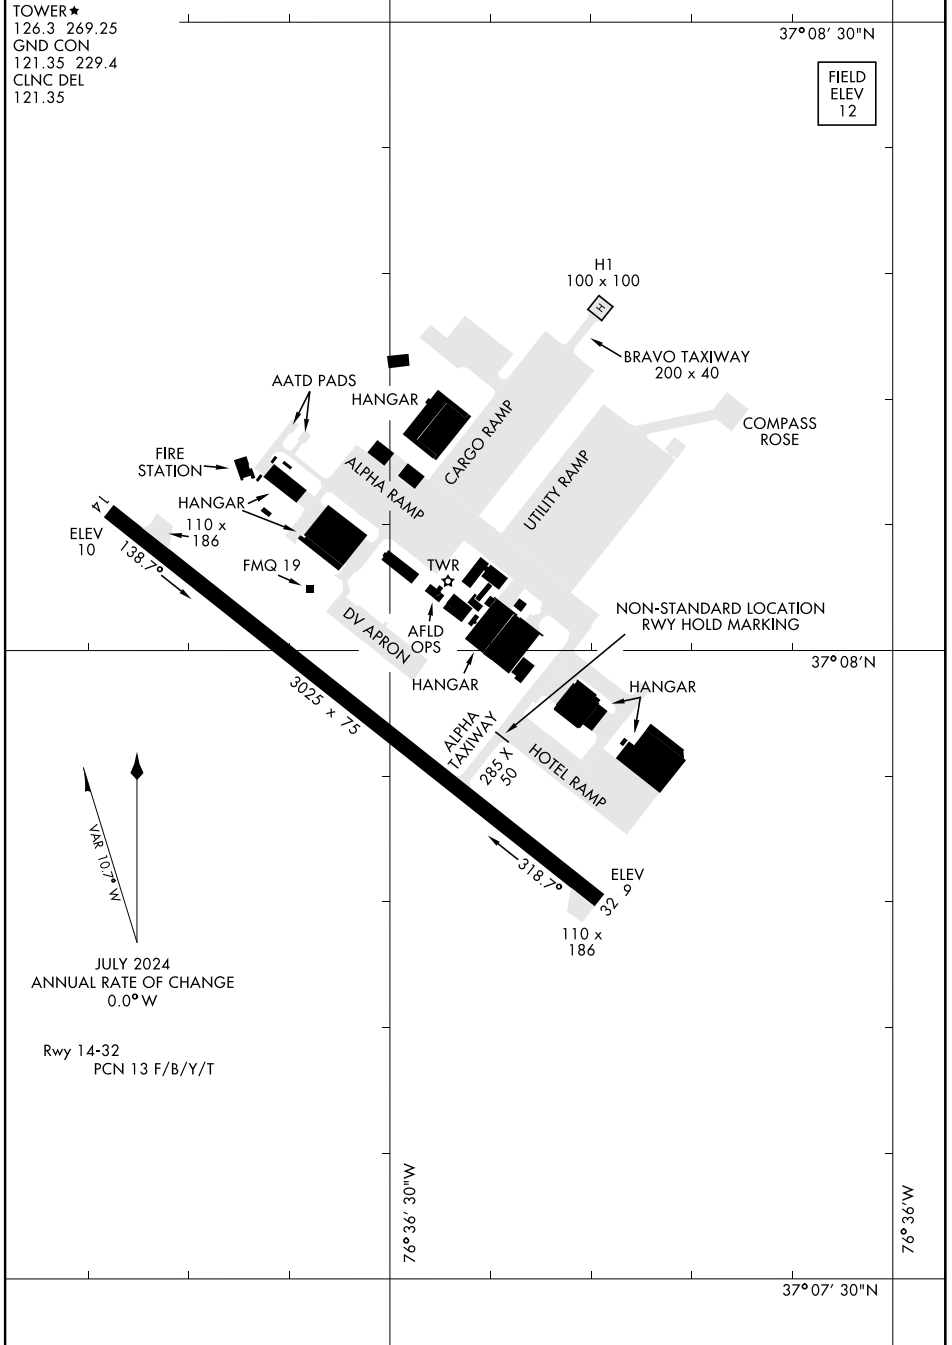 TOWER★
126.3 269.25
GND CON
121.35 229.4
CLNC DEL
121.35
37°08' 30"N
FIELD
ELEV
12
H1
100 x 100
H
BRAVO TAXIWAY
200 x 40
AATD PADS
HANGAR
CARGO RAMP
COMPASS
ROSE
FIRE
STATION
ALPHA RAMP
UTILITY RAMP
HANGAR
14
110 x
186
ELEV
10
138.7°
FMQ 19
TWR
DV APRON
AFLD
OPS
NON-STANDARD LOCATION
RWY HOLD MARKING
37°08'N
HANGAR
HANGAR
3025 x 75
ALPHA
TAXIWAY
285 X
50
HOTEL RAMP
VAR 10.7° W
318.7°
ELEV
9
32
110 x
186
JULY 2024
ANNUAL RATE OF CHANGE
0.0° W
Rwy 14-32
PCN 13 F/B/Y/T
76°36' 30"W
76°36'W
37°07' 30"N